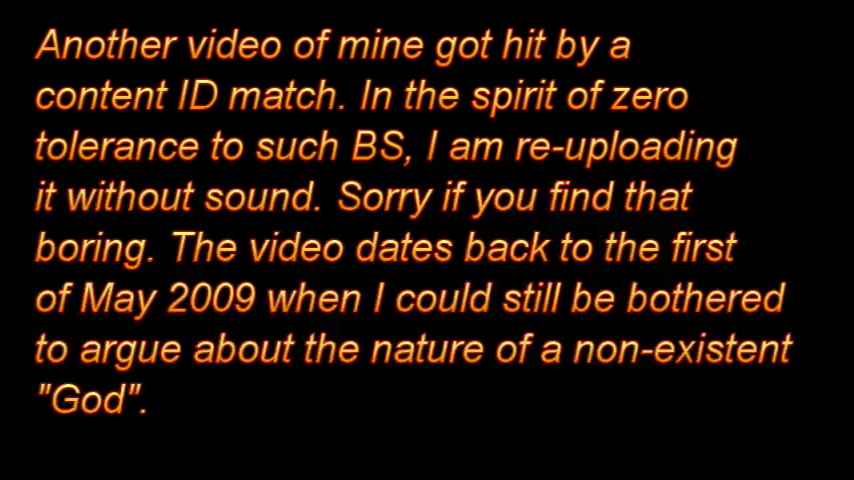 Another video of mine got hit by a
content ID match. In the spirit of zero
tolerance to such BS, I am re-uploading
it without sound. Sorry if you find that
boring. The video dates back to the first
of May 2009 when I could still be bothered
to argue about the nature of a non-existent
"God".